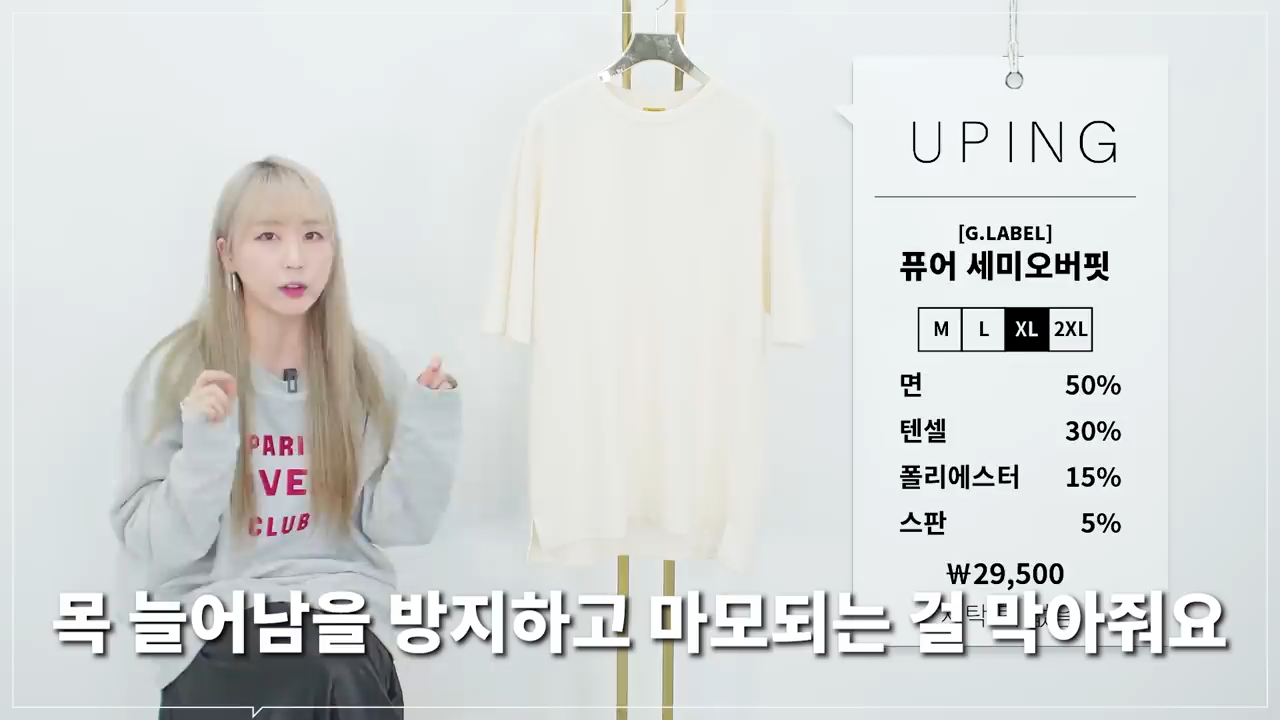 UPING
[G.LABEL]
퓨어 세미오버핏
M L XL 2XL
면 50%
텐셀 30%
폴리에스터 15%
스판 5%
₩29,500
PARI
VE
CLUB
목 늘어남을 방지하고 마모되는 걸 막아줘요